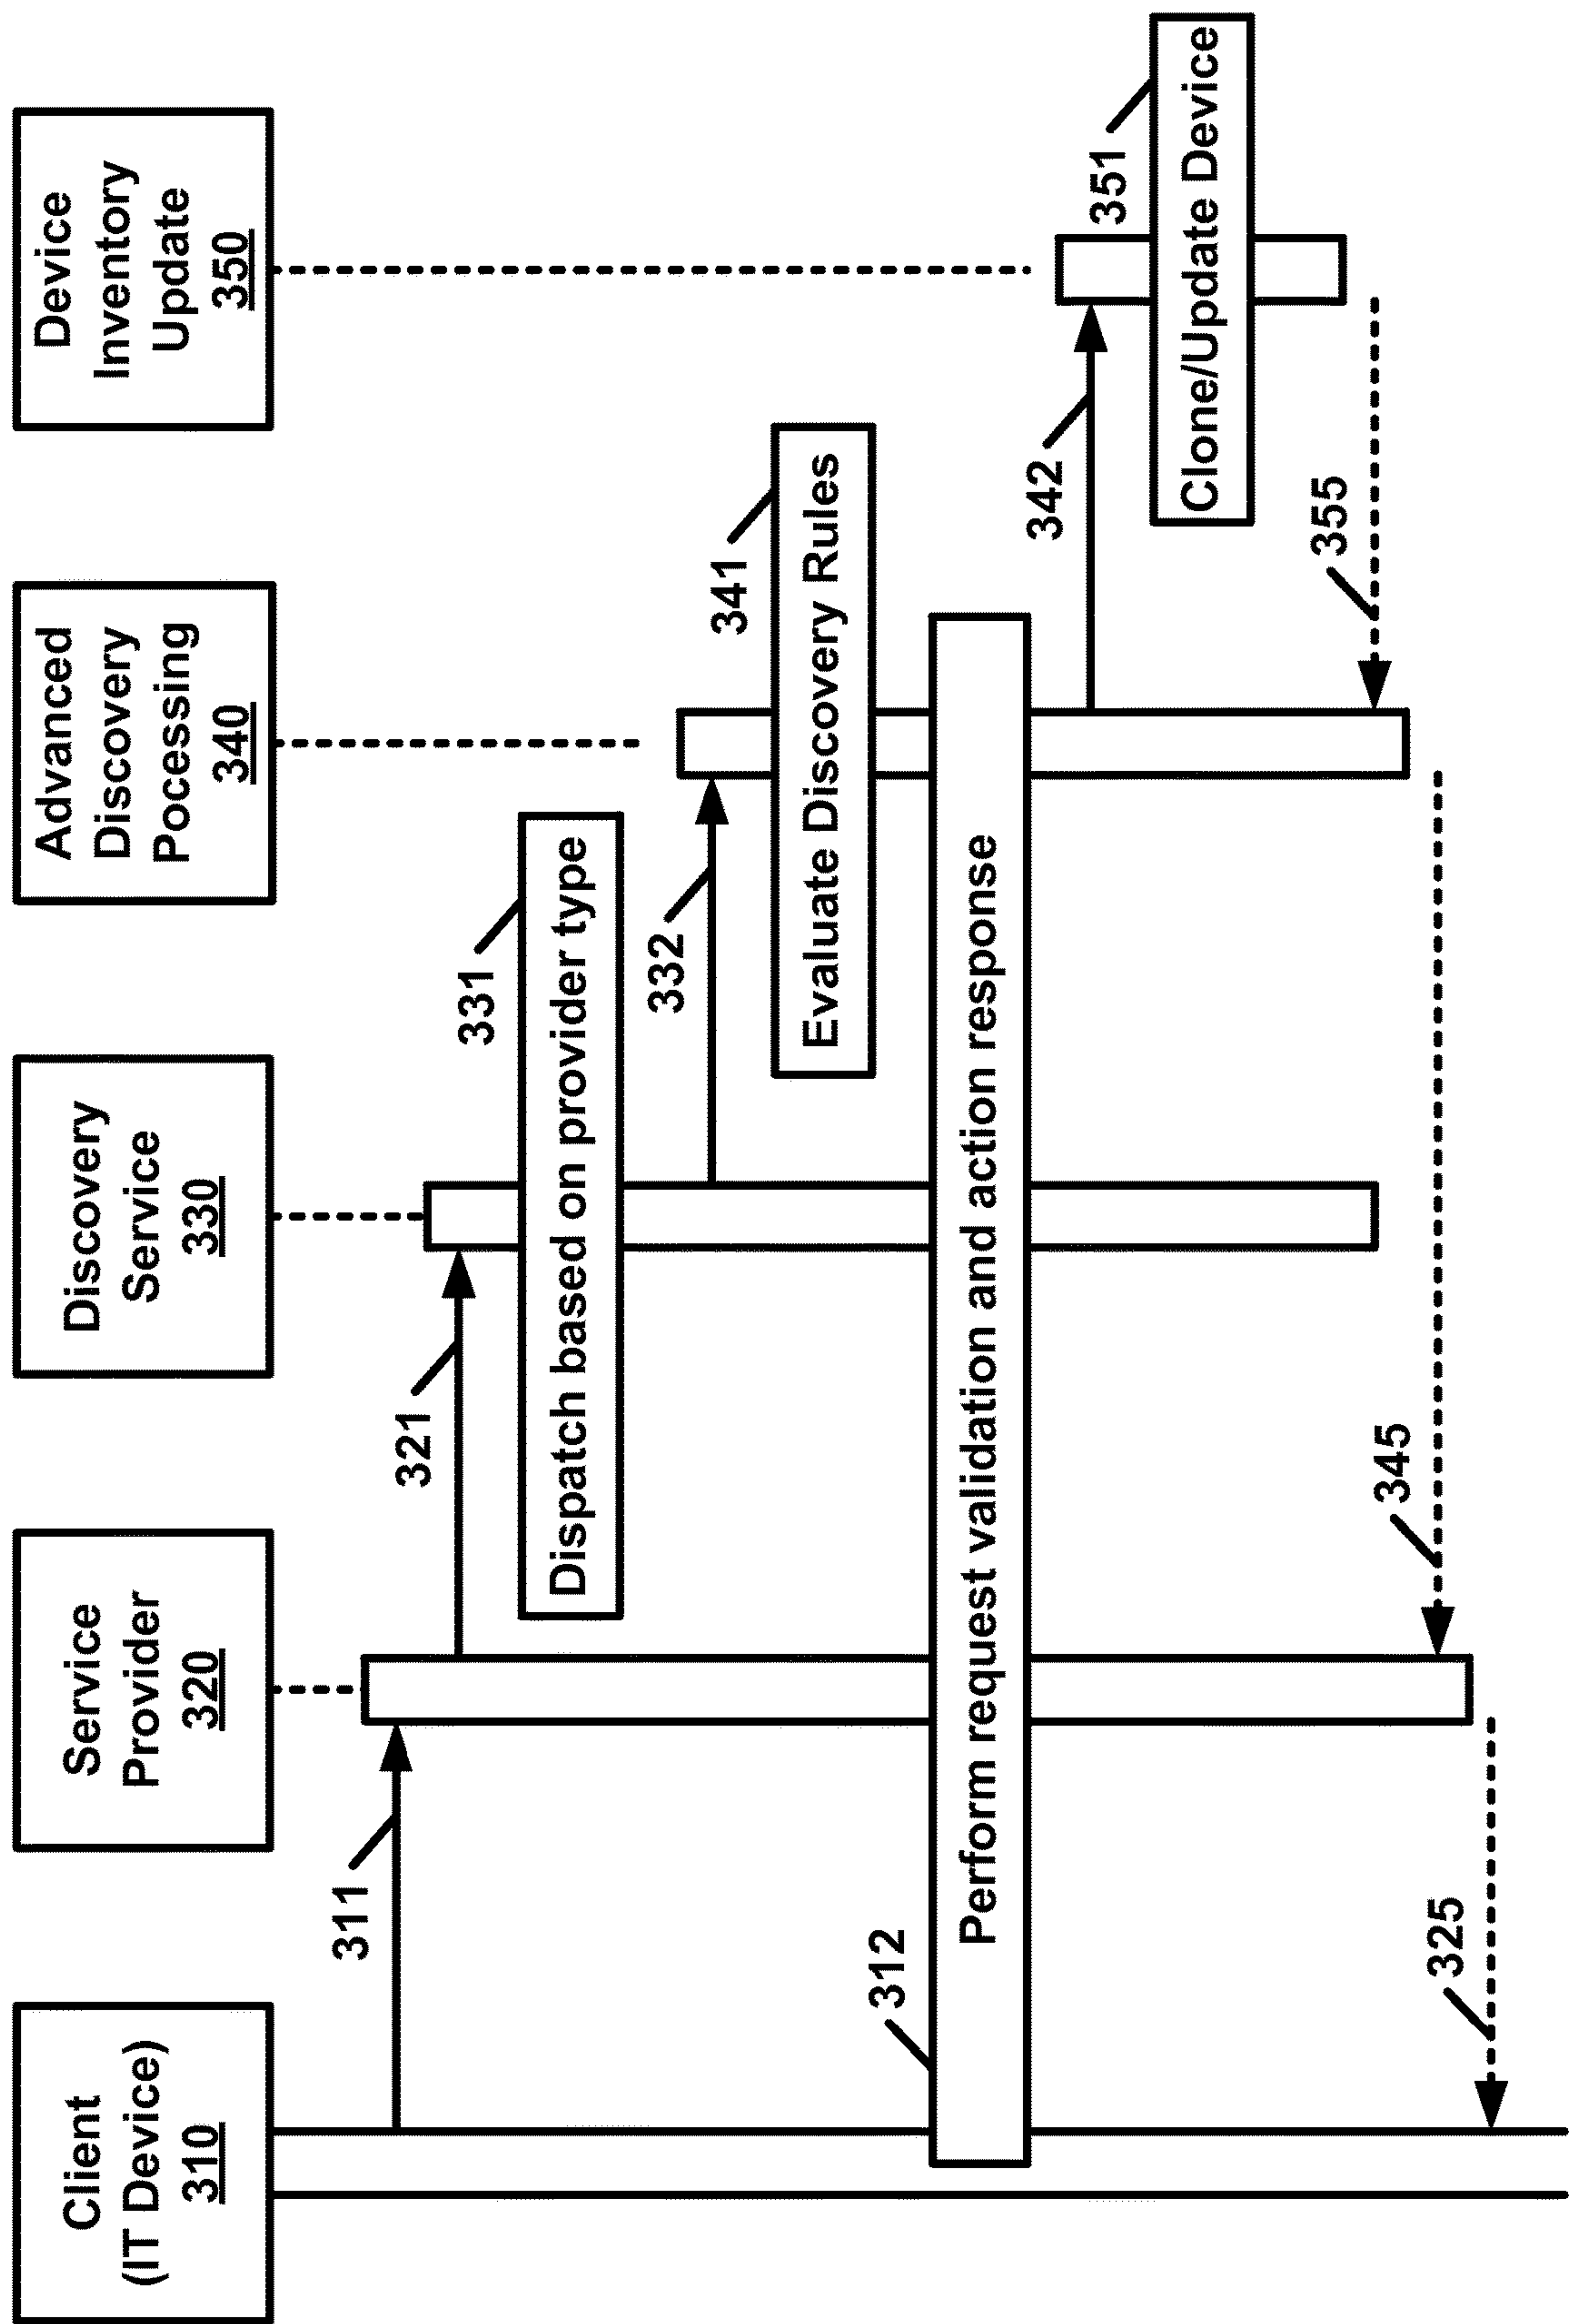 Client
(IT Device)
310
Service
Provider
320
Discovery
Service
330
Advanced
Discovery
Pocessing
340
Device
Inventory
Update
350
311
321
331
Dispatch based on provider type
332
341
Evaluate Discovery Rules
312
Perform request validation and action response
342
351
Clone/Update Device
355
345
325